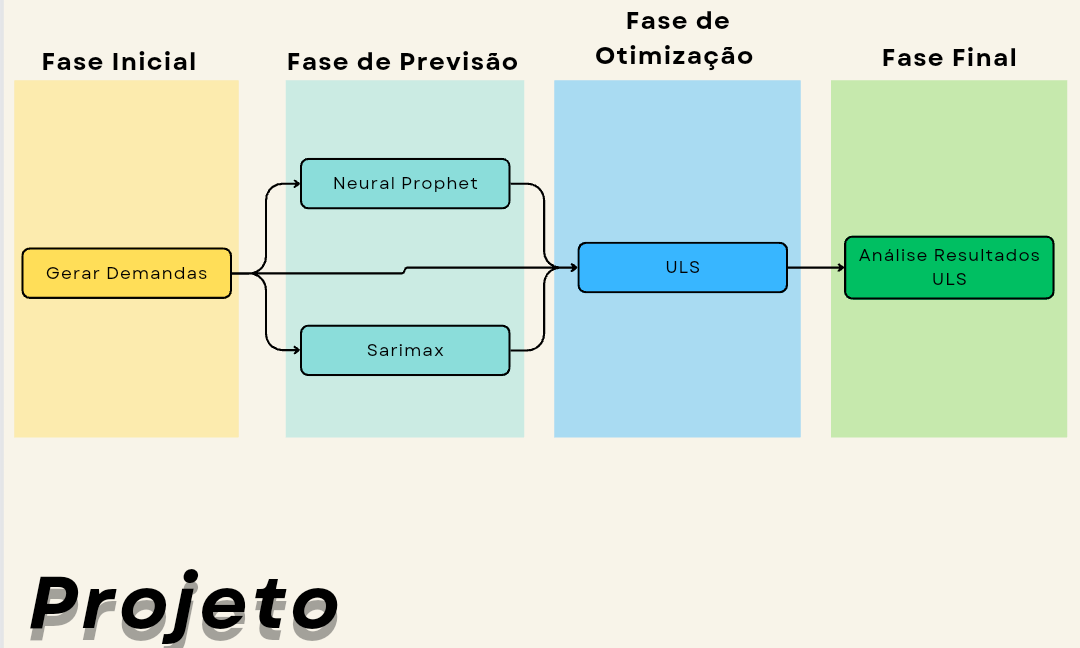 Fase Inicial
Fase de Previsão
Fase de
Otimização
Fase Final
Gerar Demandas
Neural Prophet
Sarimax
ULS
Análise Resultados
ULS
Projeto